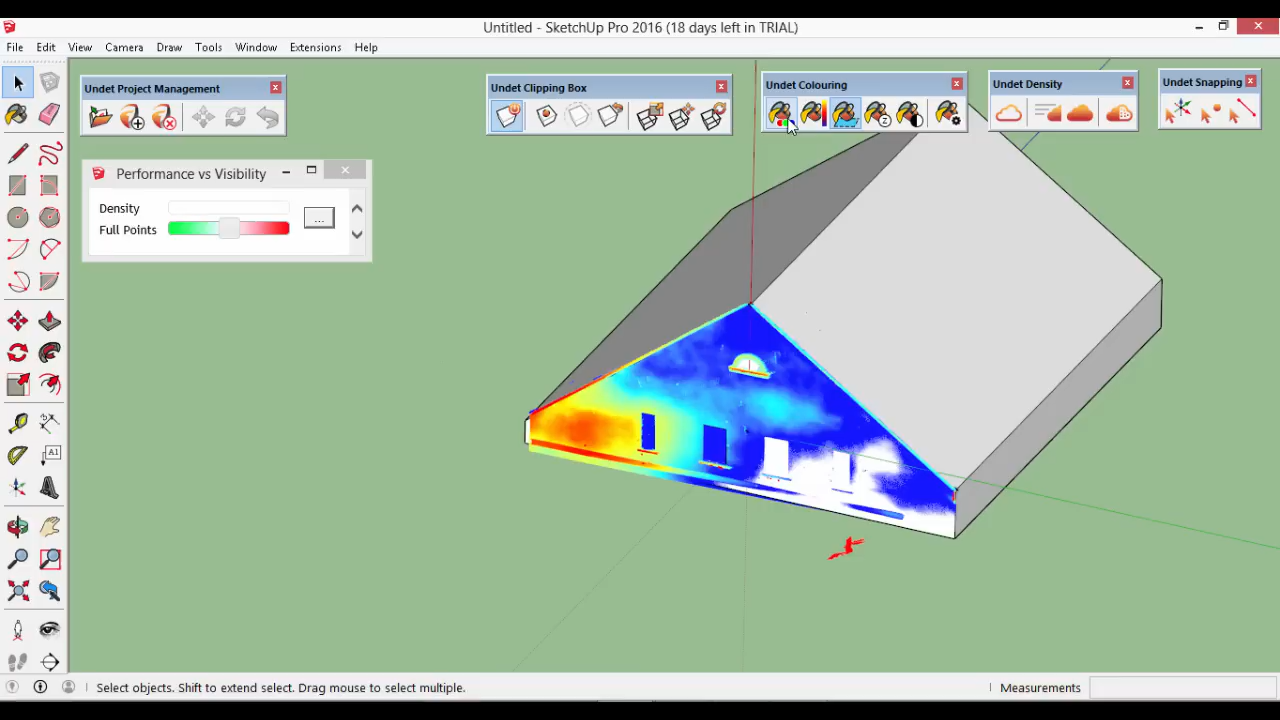 Untitled - SketchUp Pro 2016 (18 days left in TRIAL)
File Edit View Camera Draw Tools Window Extensions Help
Undet Project Management
Undet Clipping Box
Undet Colouring
Undet Density
Undet Snapping
Z
Performance vs Visibility
Density
Full Points
...
A1
Select objects. Shift to extend select. Drag mouse to select multiple.
Measurements